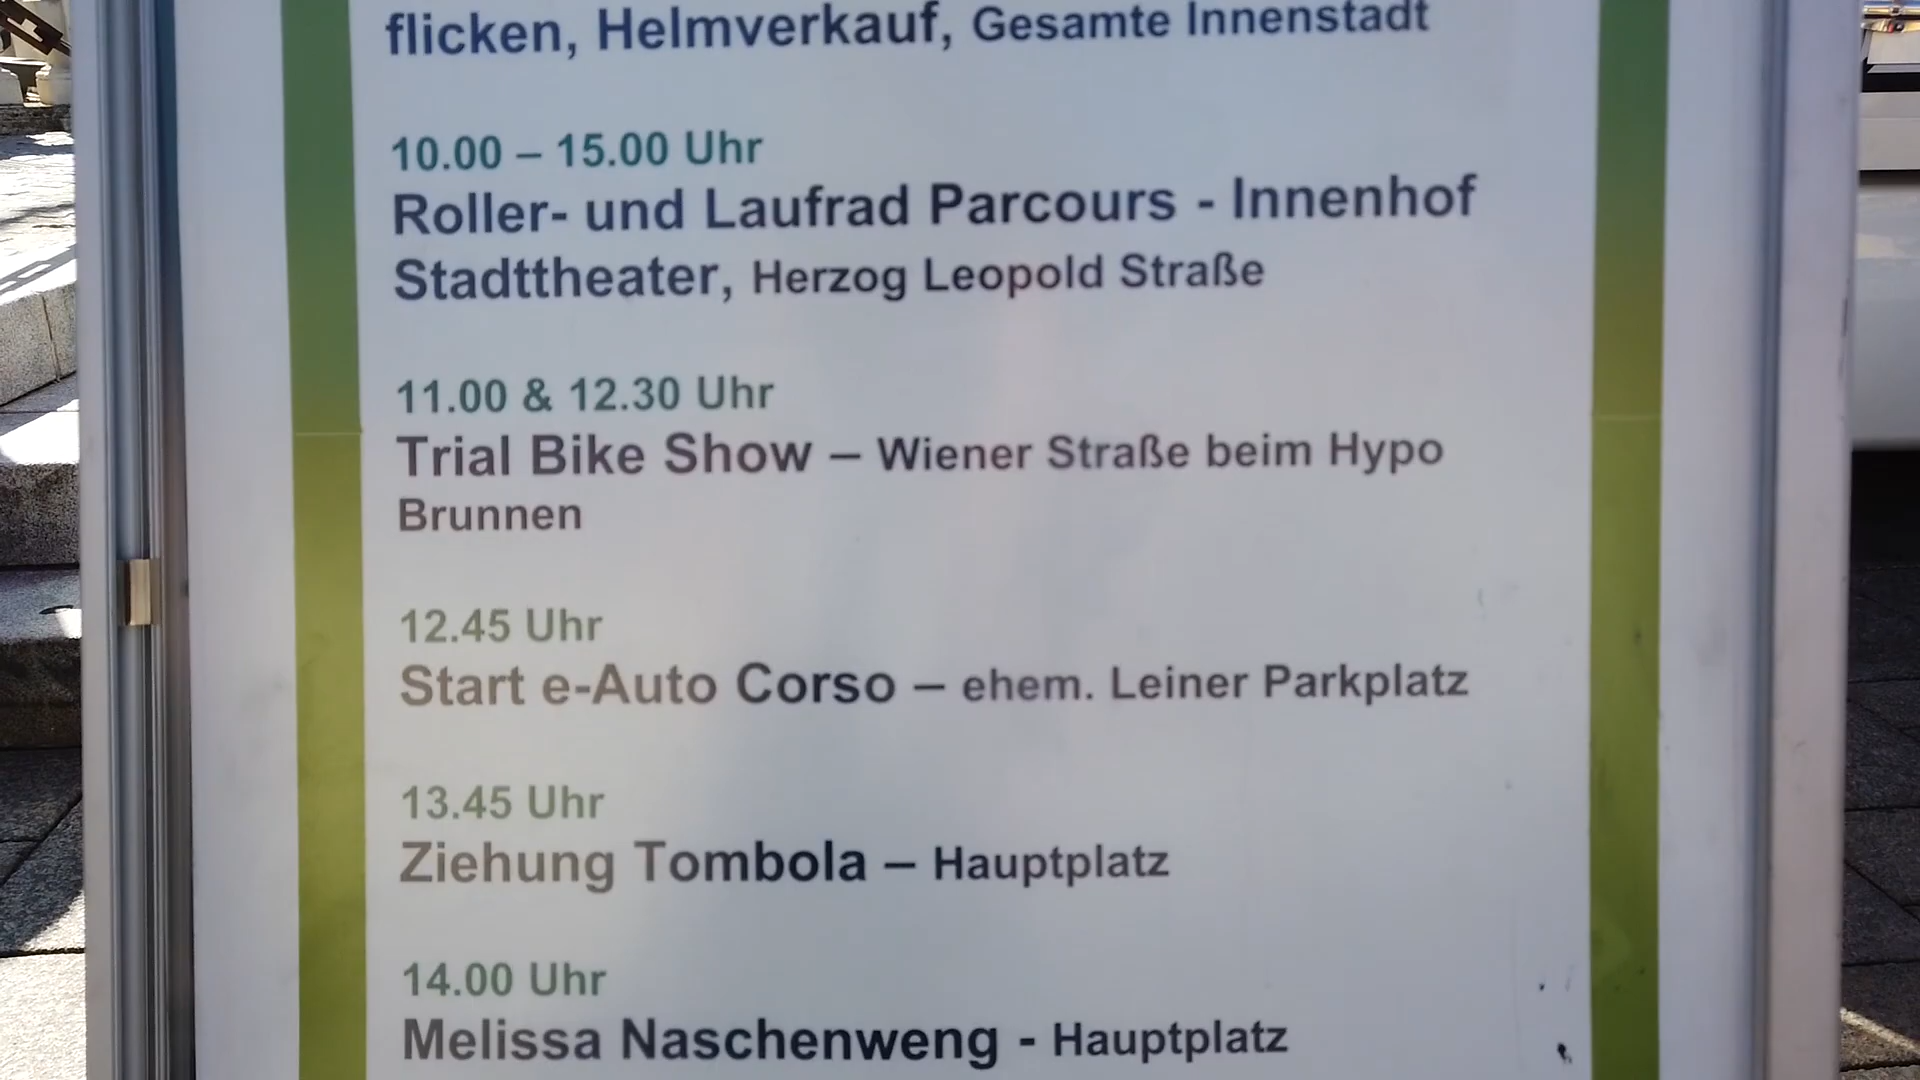 flicken, Helmverkauf, Gesamte Innenstadt
10.00 – 15.00 Uhr
Roller- und Laufrad Parcours - Innenhof
Stadttheater, Herzog Leopold Straße
11.00 & 12.30 Uhr
Trial Bike Show – Wiener Straße beim Hypo
Brunnen
12.45 Uhr
Start e-Auto Corso – ehem. Leiner Parkplatz
13.45 Uhr
Ziehung Tombola – Hauptplatz
14.00 Uhr
Melissa Naschenweng - Hauptplatz